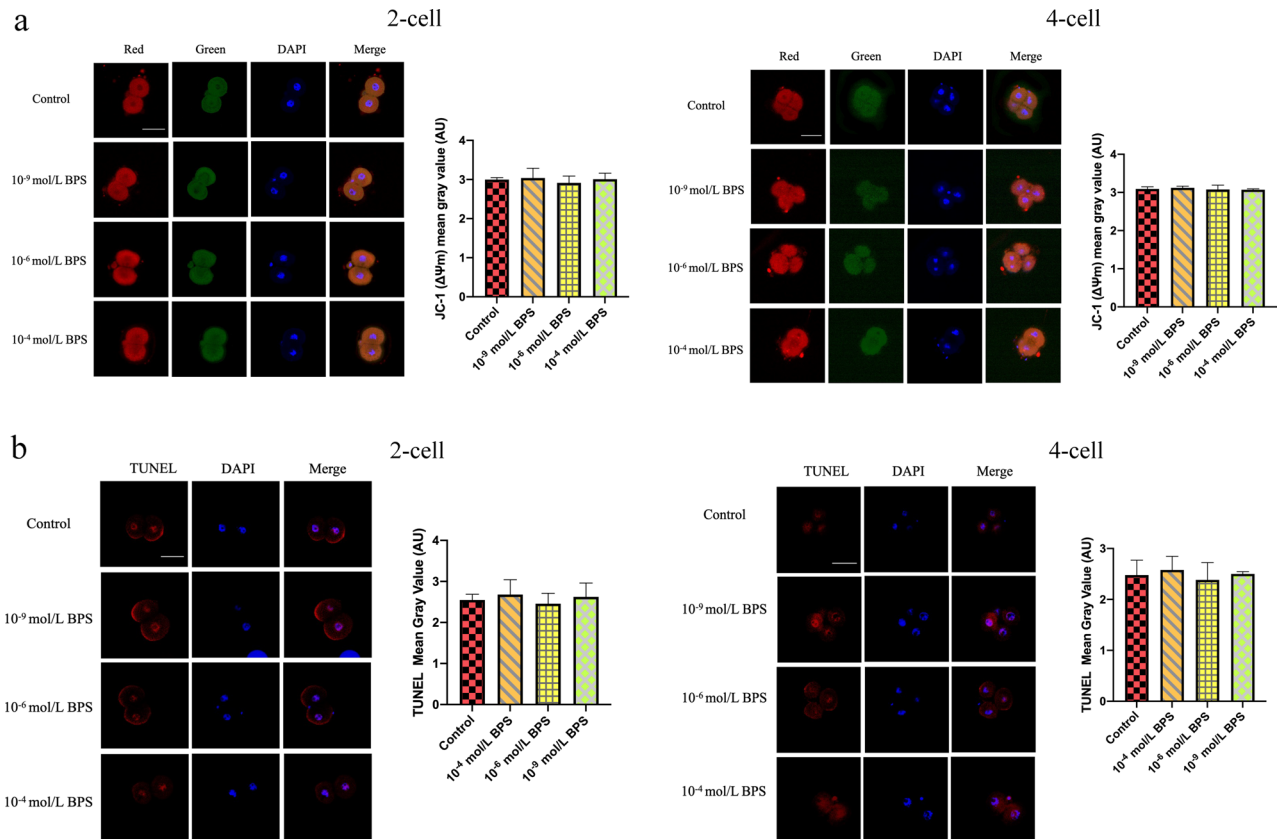 a
2-cell
Red Green DAPI Merge
Control
10⁻⁹ mol/L BPS
10⁻⁶ mol/L BPS
10⁻⁴ mol/L BPS
JC-1 (ΔΨm) mean gray value (AU)
4
3
2
1
0
Control
10⁻⁹ mol/L BPS
10⁻⁶ mol/L BPS
10⁻⁴ mol/L BPS
4-cell
Red Green DAPI Merge
Control
10⁻⁹ mol/L BPS
10⁻⁶ mol/L BPS
10⁻⁴ mol/L BPS
JC-1 (ΔΨm) mean gray value (AU)
4
3
2
1
0
Control
10⁻⁹ mol/L BPS
10⁻⁶ mol/L BPS
10⁻⁴ mol/L BPS
b
2-cell
TUNEL DAPI Merge
Control
10⁻⁹ mol/L BPS
10⁻⁶ mol/L BPS
10⁻⁴ mol/L BPS
TUNEL Mean Gray Value (AU)
4
3
2
1
0
Control
10⁻⁴ mol/L BPS
10⁻⁶ mol/L BPS
10⁻⁹ mol/L BPS
4-cell
TUNEL DAPI Merge
Control
10⁻⁹ mol/L BPS
10⁻⁶ mol/L BPS
10⁻⁴ mol/L BPS
TUNEL Mean Gray Value (AU)
3
2
1
0
Control
10⁻⁴ mol/L BPS
10⁻⁶ mol/L BPS
10⁻⁹ mol/L BPS